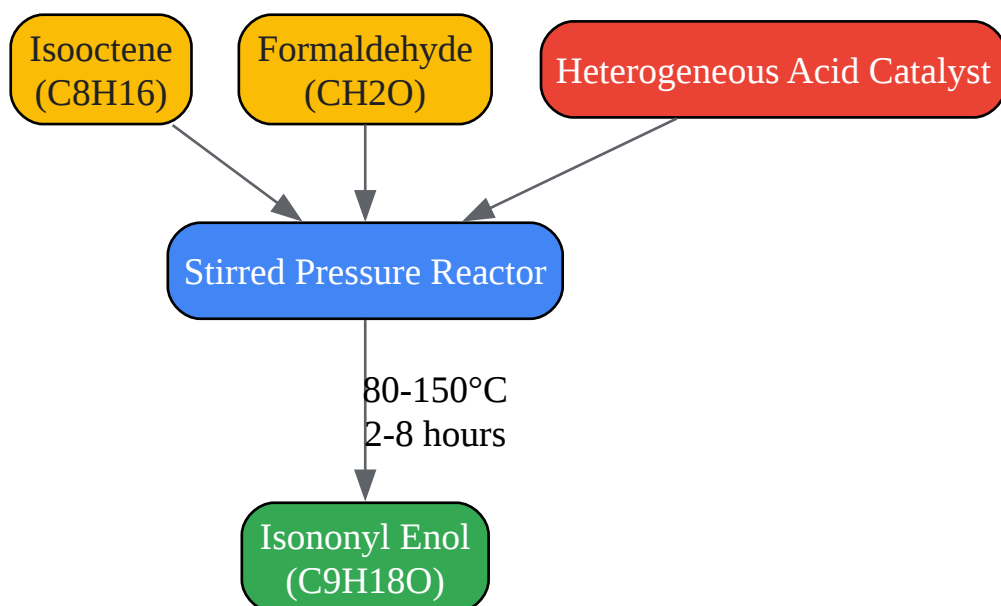 Isooctene
(C8H16)
Formaldehyde
(CH2O)
Heterogeneous Acid Catalyst
Stirred Pressure Reactor
80-150°C
2-8 hours
Isononyl Enol
(C9H18O)